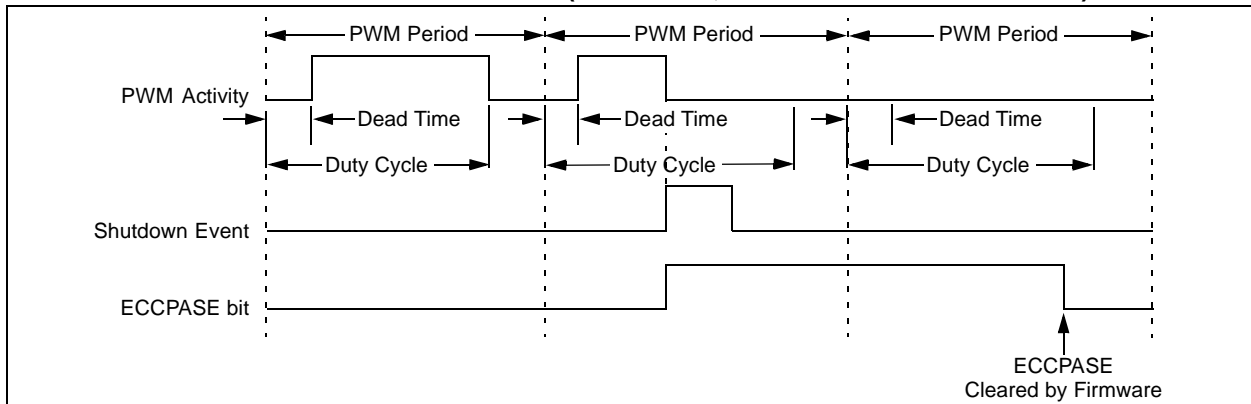 PWM Period PWM Period PWM Period
PWM Activity
Dead Time Dead Time Dead Time
Duty Cycle Duty Cycle Duty Cycle
Shutdown Event
ECCPASE bit
ECCPASE
Cleared by Firmware